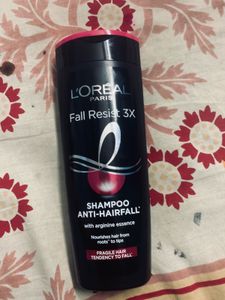 L'ORÉAL
PARIS
Fall Resist 3X
SHAMPOO
ANTI-HAIRFALL*
with arginine essence
Nourishes hair from
roots^ to tips
FRAGILE HAIR
TENDENCY TO FALL*